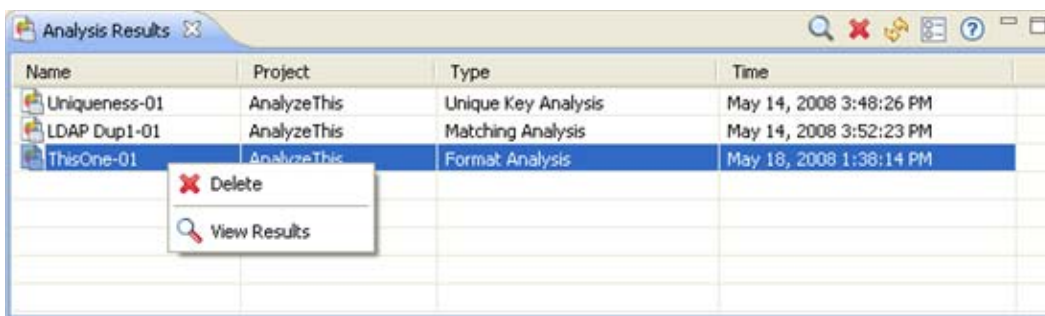 Analysis Results
Name Project Type Time
Uniqueness-01 AnalyzeThis Unique Key Analysis May 14, 2008 3:48:26 PM
LDAP Dup1-01 AnalyzeThis Matching Analysis May 14, 2008 3:52:23 PM
ThisOne-01 AnalyzeThis Format Analysis May 18, 2008 1:38:14 PM
Delete
View Results